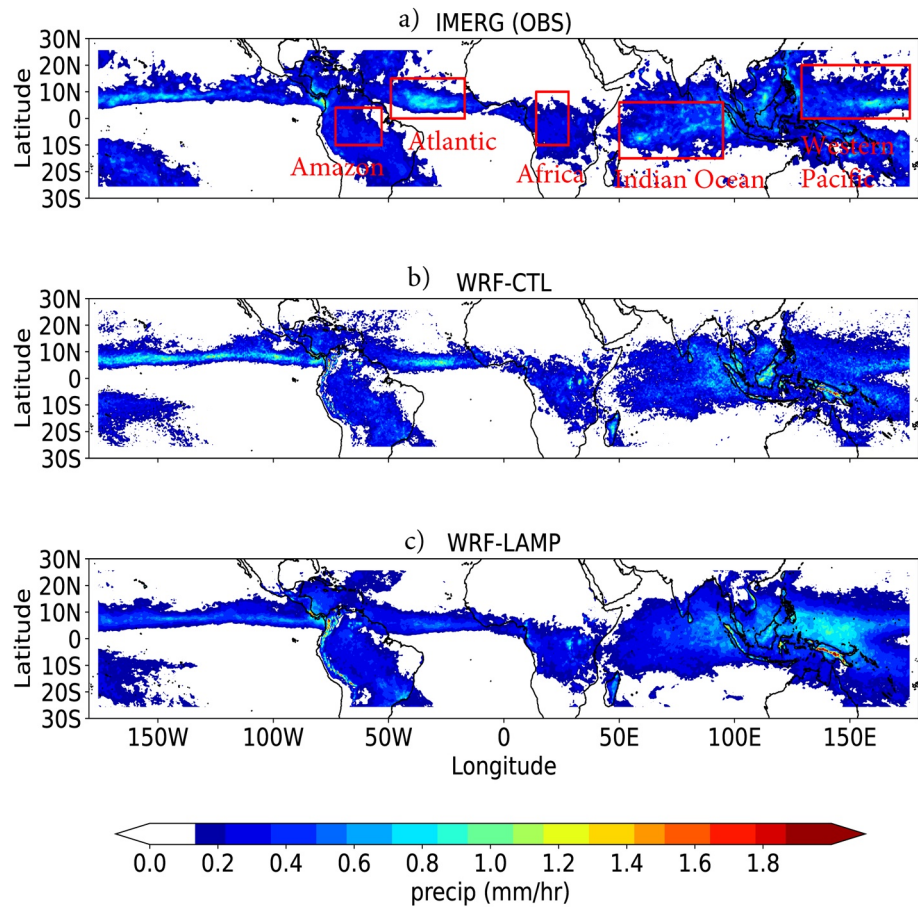 a) IMERG (OBS)
30N
20N
10N
0
10S
20S
30S
Latitude
Amazon
Atlantic
Africa
Indian Ocean
Western
Pacific
b) WRF-CTL
30N
20N
10N
0
10S
20S
30S
Latitude
c) WRF-LAMP
30N
20N
10N
0
10S
20S
30S
Latitude
150W 100W 50W 0 50E 100E 150E
Longitude
0.0 0.2 0.4 0.6 0.8 1.0 1.2 1.4 1.6 1.8
precip (mm/hr)